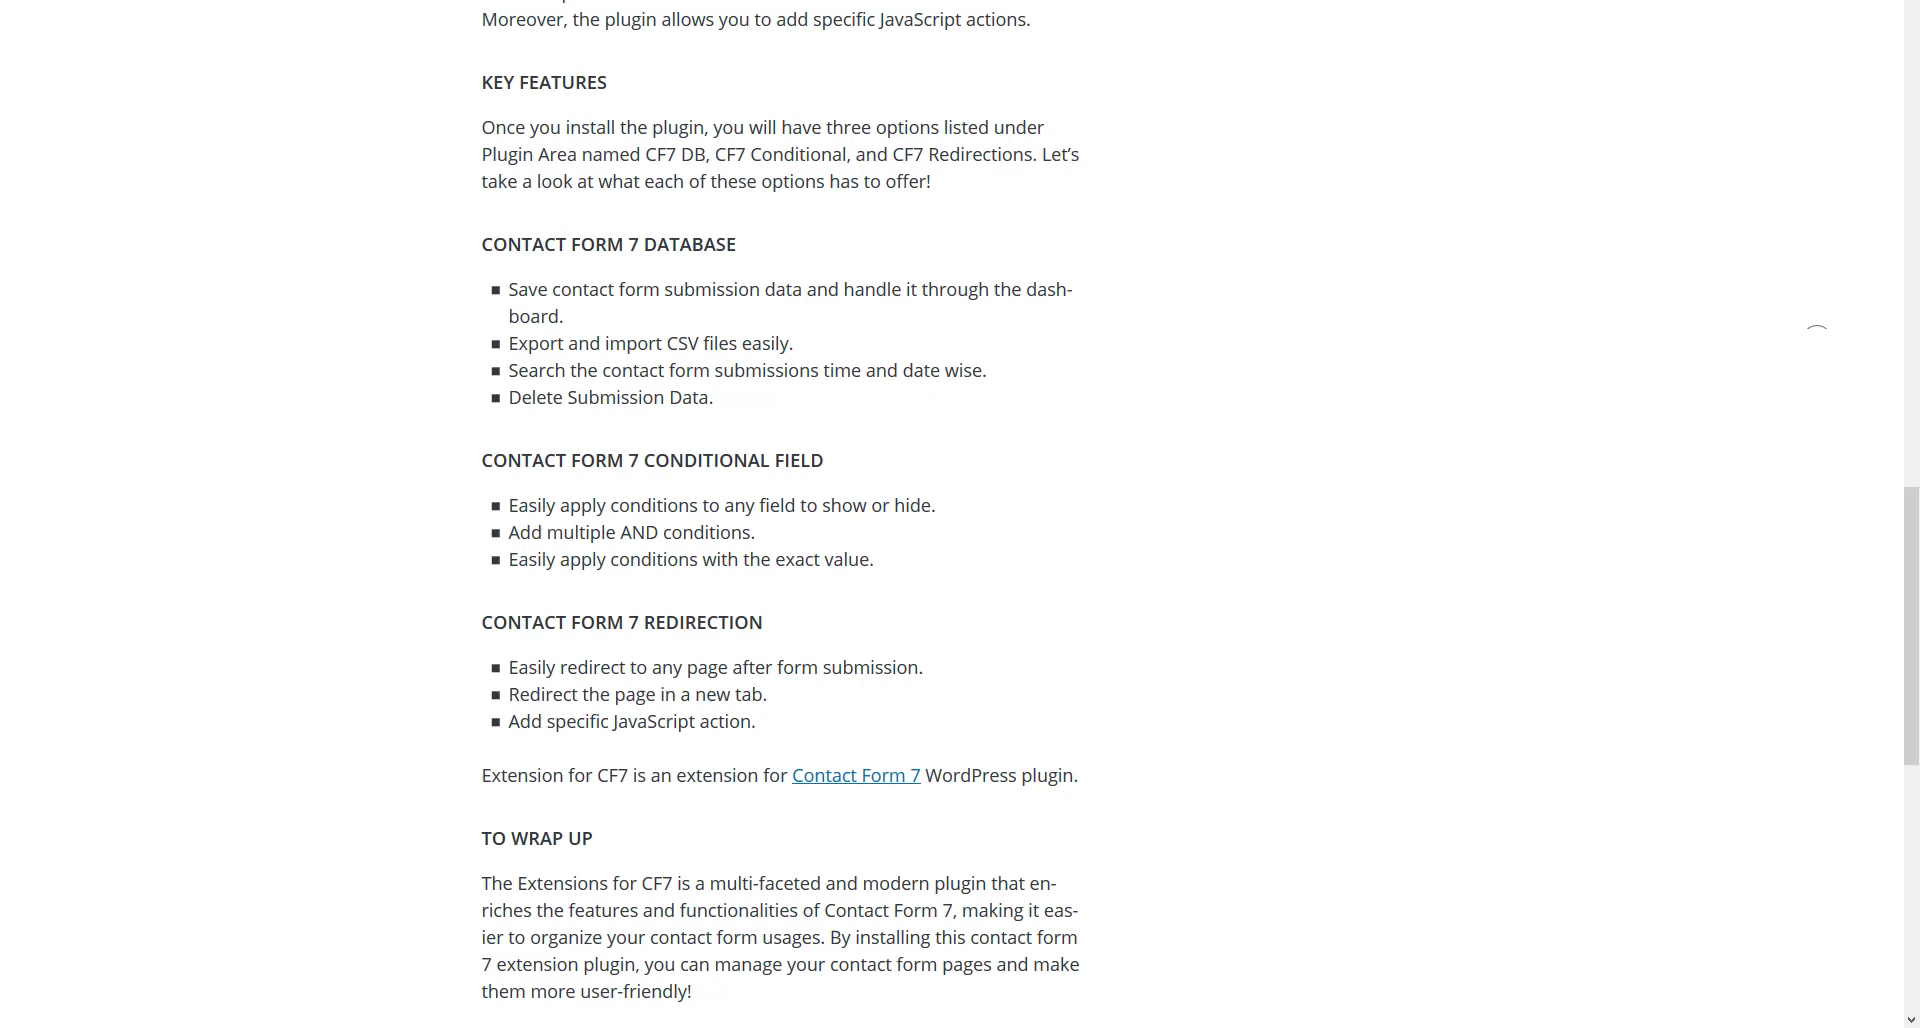 Moreover, the plugin allows you to add specific JavaScript actions.
KEY FEATURES
Once you install the plugin, you will have three options listed under
Plugin Area named CF7 DB, CF7 Conditional, and CF7 Redirections. Let’s
take a look at what each of these options has to offer!
CONTACT FORM 7 DATABASE
Save contact form submission data and handle it through the dash-
board.
Export and import CSV files easily.
Search the contact form submissions time and date wise.
Delete Submission Data.
CONTACT FORM 7 CONDITIONAL FIELD
Easily apply conditions to any field to show or hide.
Add multiple AND conditions.
Easily apply conditions with the exact value.
CONTACT FORM 7 REDIRECTION
Easily redirect to any page after form submission.
Redirect the page in a new tab.
Add specific JavaScript action.
Extension for CF7 is an extension for Contact Form 7 WordPress plugin.
TO WRAP UP
The Extensions for CF7 is a multi-faceted and modern plugin that en-
riches the features and functionalities of Contact Form 7, making it eas-
ier to organize your contact form usages. By installing this contact form
7 extension plugin, you can manage your contact form pages and make
them more user-friendly!